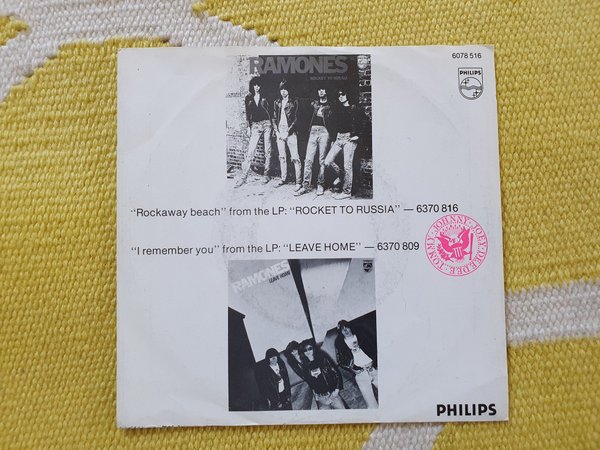 6078 516
PHILIPS
RAMONES
ROCKET TO RUSSIA
"Rockaway beach" from the LP: "ROCKET TO RUSSIA" — 6370 816
"I remember you" from the LP: "LEAVE HOME" — 6370 809
JOHNNY · JOEY · DEE DEE · TOMMY
RAMONES
LEAVE HOME
PHILIPS